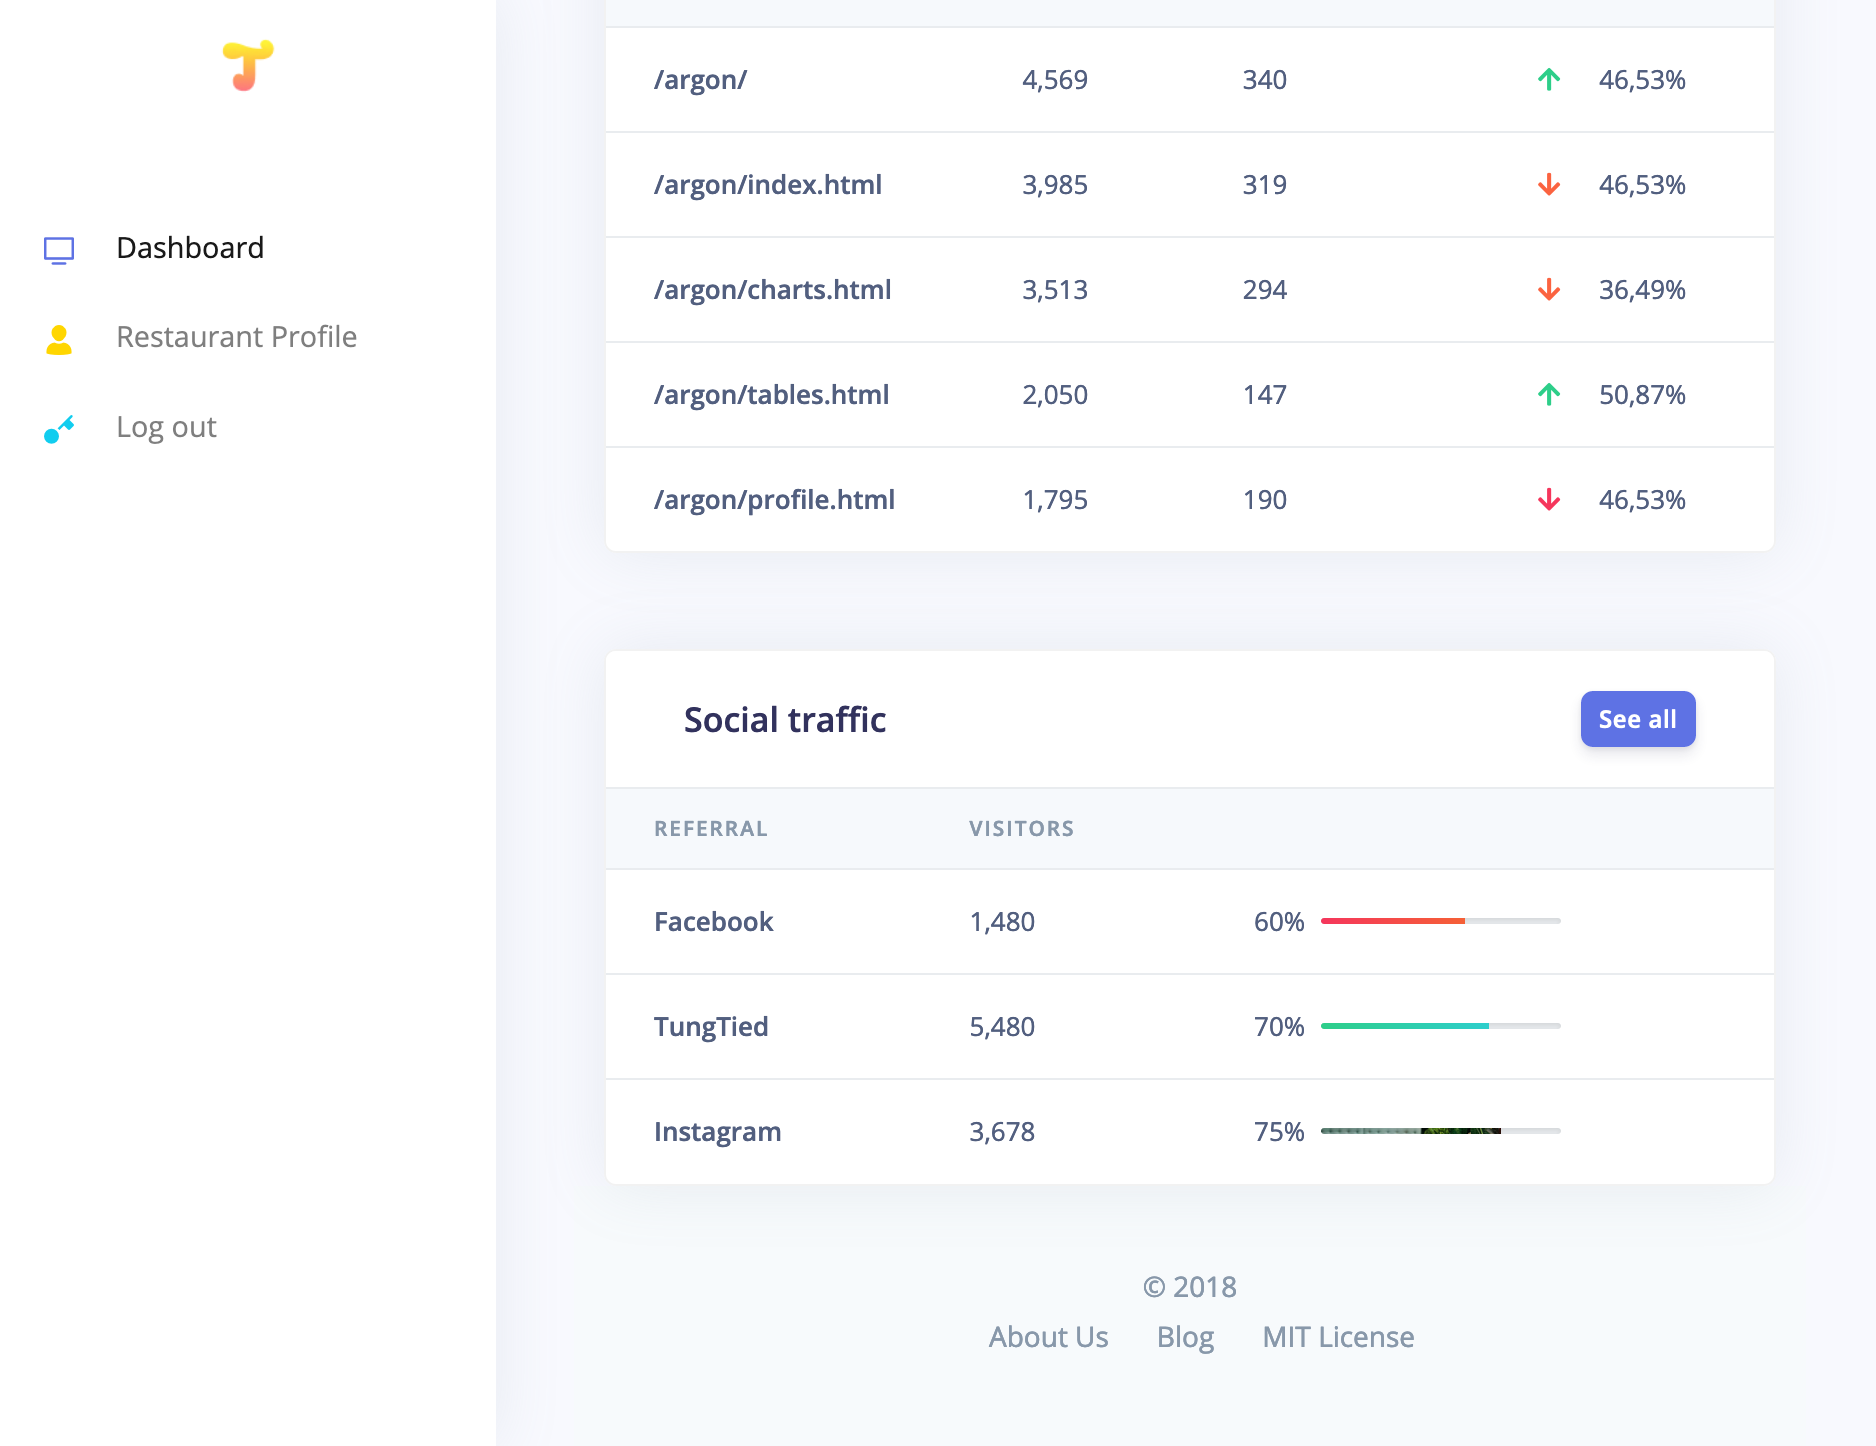 Dashboard
Restaurant Profile
Log out
/argon/ 4,569 340 46,53%
/argon/index.html 3,985 319 46,53%
/argon/charts.html 3,513 294 36,49%
/argon/tables.html 2,050 147 50,87%
/argon/profile.html 1,795 190 46,53%
Social traffic See all
REFERRAL VISITORS
Facebook 1,480 60%
TungTied 5,480 70%
Instagram 3,678 75%
© 2018
About Us Blog MIT License